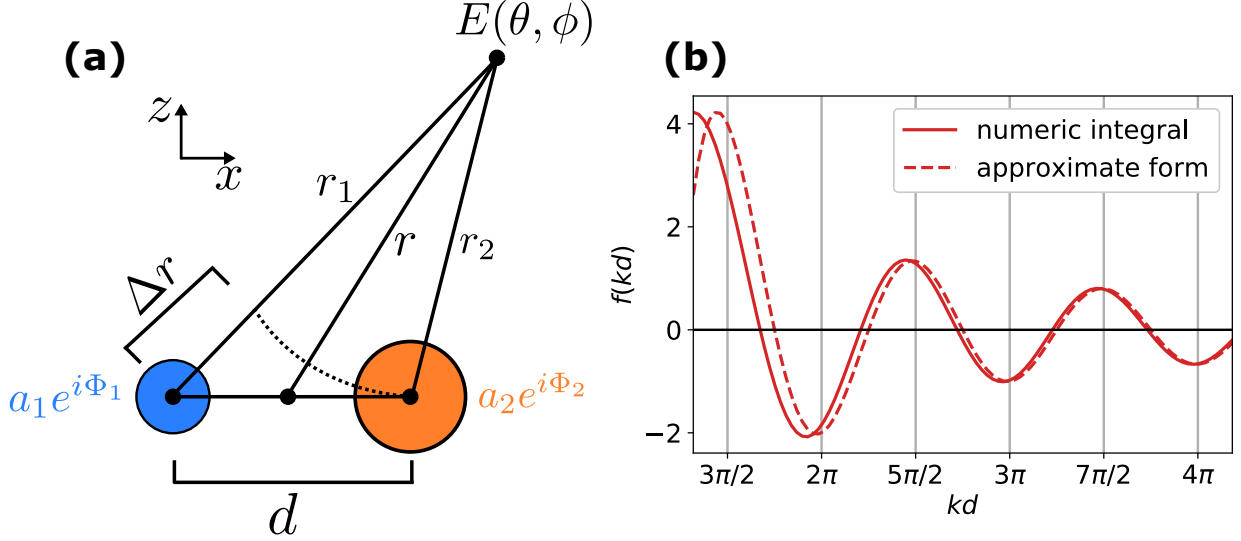 (a)
E(θ, ϕ)
z
x
r₁
r
r₂
Δr
a₁e^{iΦ₁}
a₂e^{iΦ₂}
d
(b)
numeric integral
approximate form
f(kd)
4
2
0
−2
3π/2 2π 5π/2 3π 7π/2 4π
kd